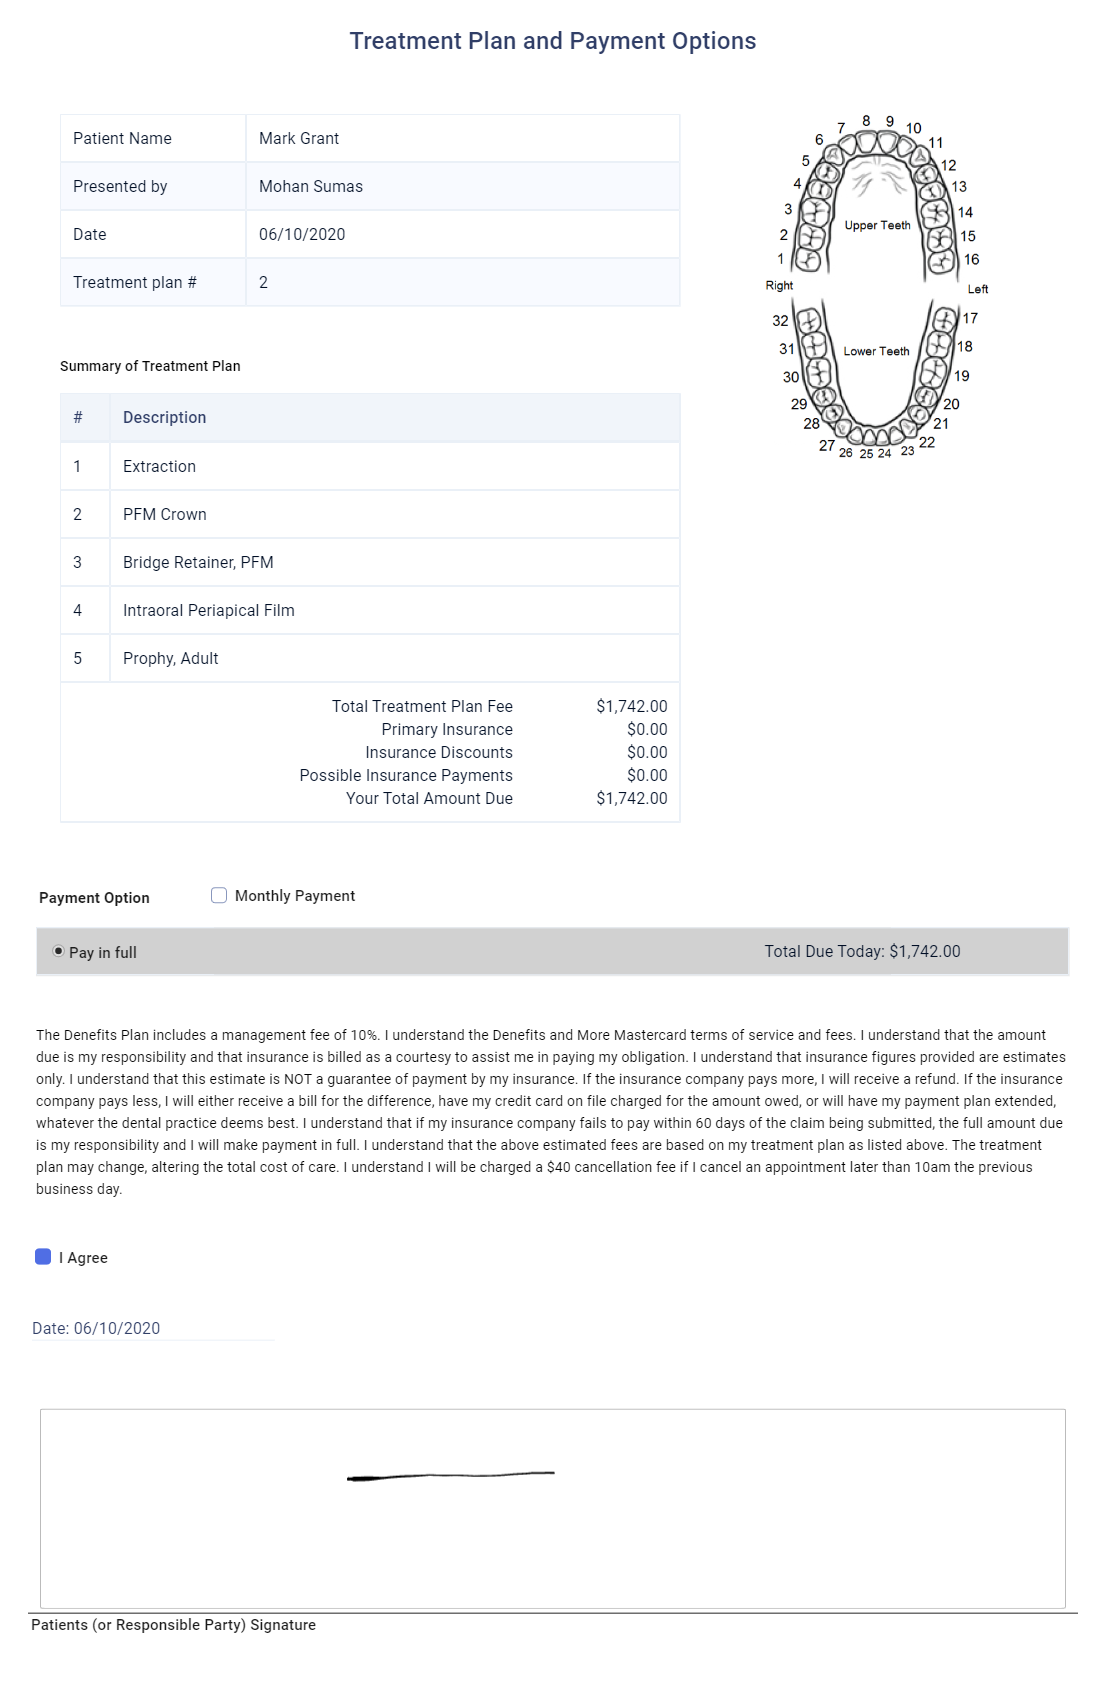 Treatment Plan and Payment Options
Patient Name Mark Grant
Presented by Mohan Sumas
Date 06/10/2020
Treatment plan # 2
7 8 9 10
6 11
5 12
4 13
3 14
Upper Teeth
2 15
1 16
Right Left
32 17
31 Lower Teeth 18
30 19
29 20
28 21
27 26 25 24 23 22
Summary of Treatment Plan
# Description
1 Extraction
2 PFM Crown
3 Bridge Retainer, PFM
4 Intraoral Periapical Film
5 Prophy, Adult
Total Treatment Plan Fee $1,742.00
Primary Insurance $0.00
Insurance Discounts $0.00
Possible Insurance Payments $0.00
Your Total Amount Due $1,742.00
Payment Option Monthly Payment
Pay in full Total Due Today: $1,742.00
The Denefits Plan includes a management fee of 10%. I understand the Denefits and More Mastercard terms of service and fees. I understand that the amount
due is my responsibility and that insurance is billed as a courtesy to assist me in paying my obligation. I understand that insurance figures provided are estimates
only. I understand that this estimate is NOT a guarantee of payment by my insurance. If the insurance company pays more, I will receive a refund. If the insurance
company pays less, I will either receive a bill for the difference, have my credit card on file charged for the amount owed, or will have my payment plan extended,
whatever the dental practice deems best. I understand that if my insurance company fails to pay within 60 days of the claim being submitted, the full amount due
is my responsibility and I will make payment in full. I understand that the above estimated fees are based on my treatment plan as listed above. The treatment
plan may change, altering the total cost of care. I understand I will be charged a $40 cancellation fee if I cancel an appointment later than 10am the previous
business day.
I Agree
Date: 06/10/2020
Patients (or Responsible Party) Signature